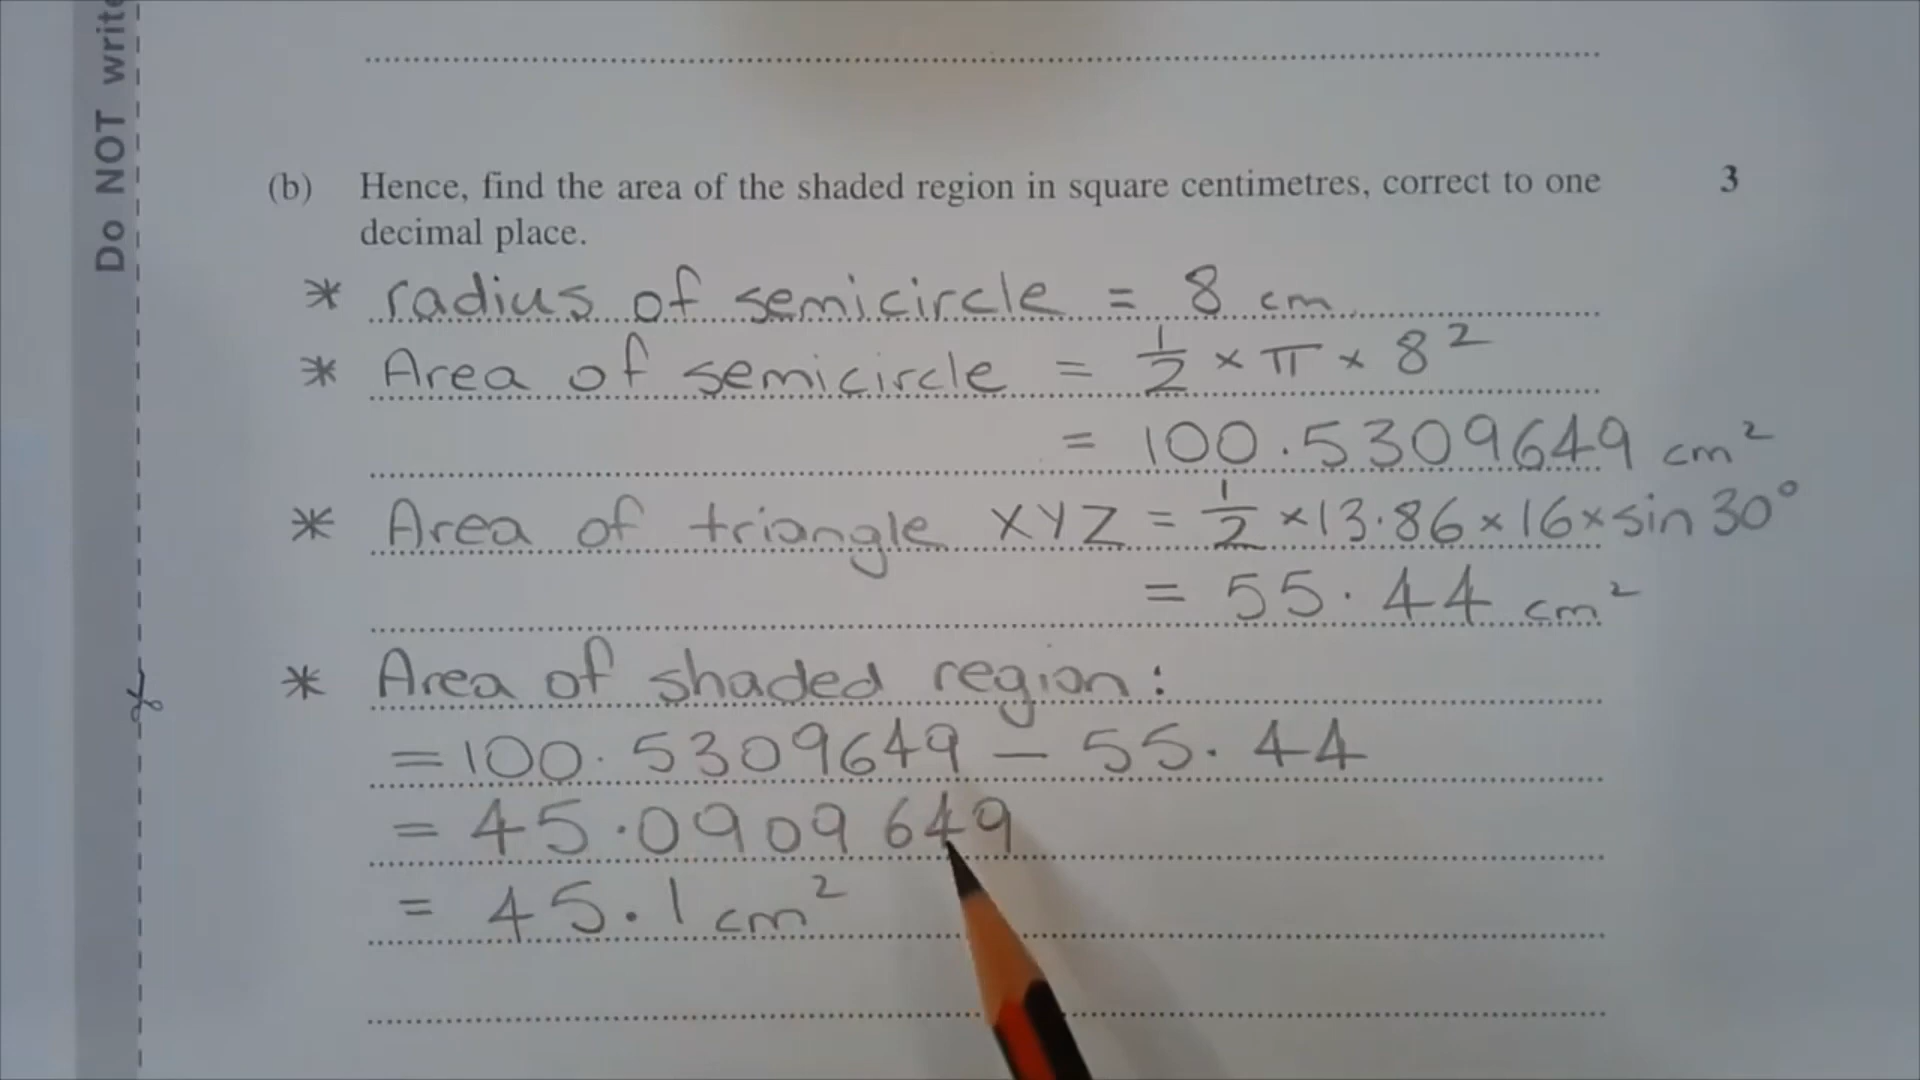 Do NOT write
(b) Hence, find the area of the shaded region in square centimetres, correct to one 3
decimal place.
* radius of semicircle = 8 cm
* Area of semicircle = 1/2 × π × 8²
= 100.5309649 cm²
* Area of triangle XYZ = 1/2 × 13.86 × 16 × sin 30°
= 55.44 cm²
* Area of shaded region:
= 100.5309649 − 55.44
= 45.0909649
= 45.1 cm²